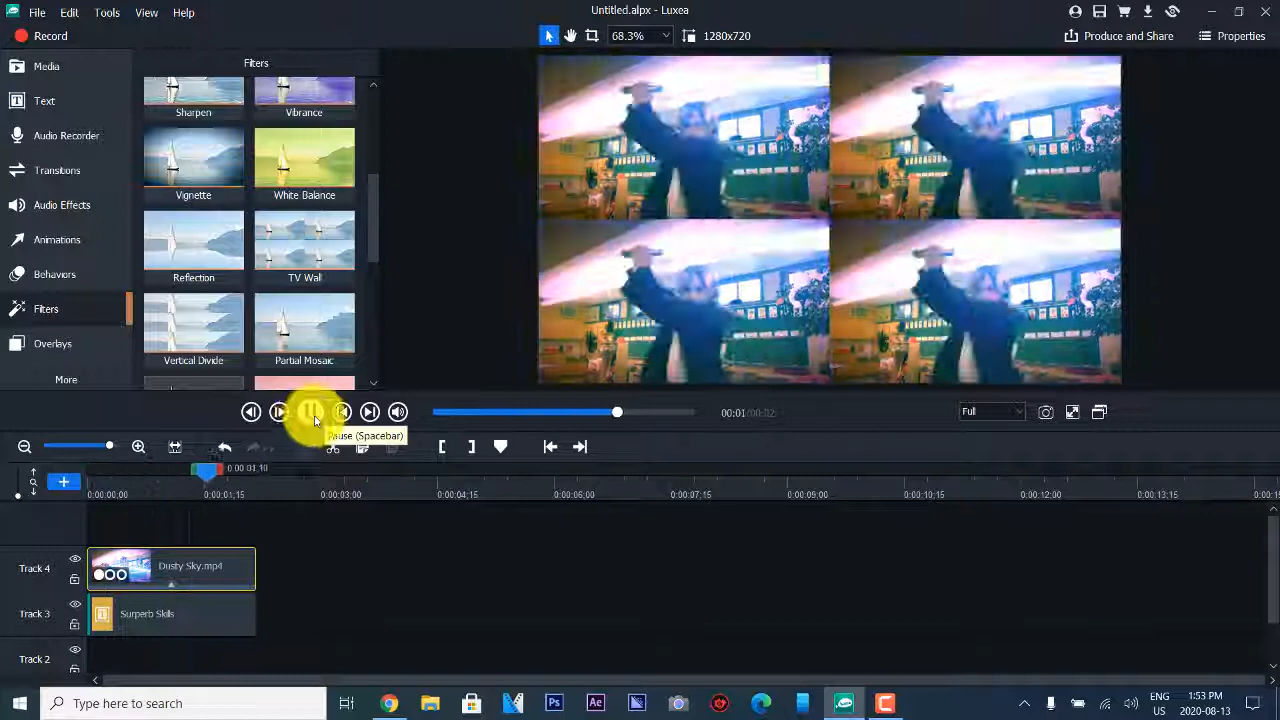 Untitled.alpx - Luxea
File Edit Tools View Help
Record
68.3% 1280x720
Produce and Share Properties
Media
Text
Audio Recorder
Transitions
Audio Effects
Animations
Behaviors
Filters
Overlays
More
Filters
Sharpen Vibrance
Vignette White Balance
Reflection TV Wall
Vertical Divide Partial Mosaic
00:01/00:02
Full
Pause (Spacebar)
0:00:01;10
0:00:00;00 0:00:01;15 0:00:03;00 0:00:04;15 0:00:06;00 0:00:07;15 0:00:09;00 0:00:10;15 0:00:12;00 0:00:13;15
Track 4 Dusty Sky.mp4
Track 3 Surperb Skills
Track 2
Type here to search
Ps Ae
ENG
US
1:53 PM
2020-08-13